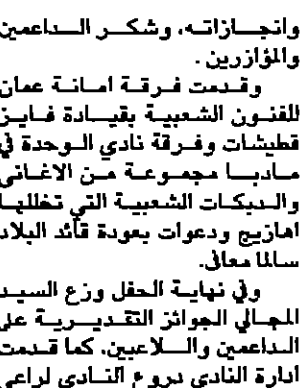 وانجازاته، وشكر الداعمين
والمؤازرين .
وقدمت فرقة امانة عمان
للفنون الشعبية بقيادة فايز
قطيشات وفرقة نادي الوحدة في
مادبا مجموعة من الاغاني
والدبكات الشعبية التي تخللها
اهازيج ودعوات بعودة قائد البلاد
سالما معافى.
وفي نهاية الحفل وزع السيد
المجالي الجوائز التقديرية على
الداعمين واللاعبين، كما قدمت
ادارة النادي دروع النادي لراعي